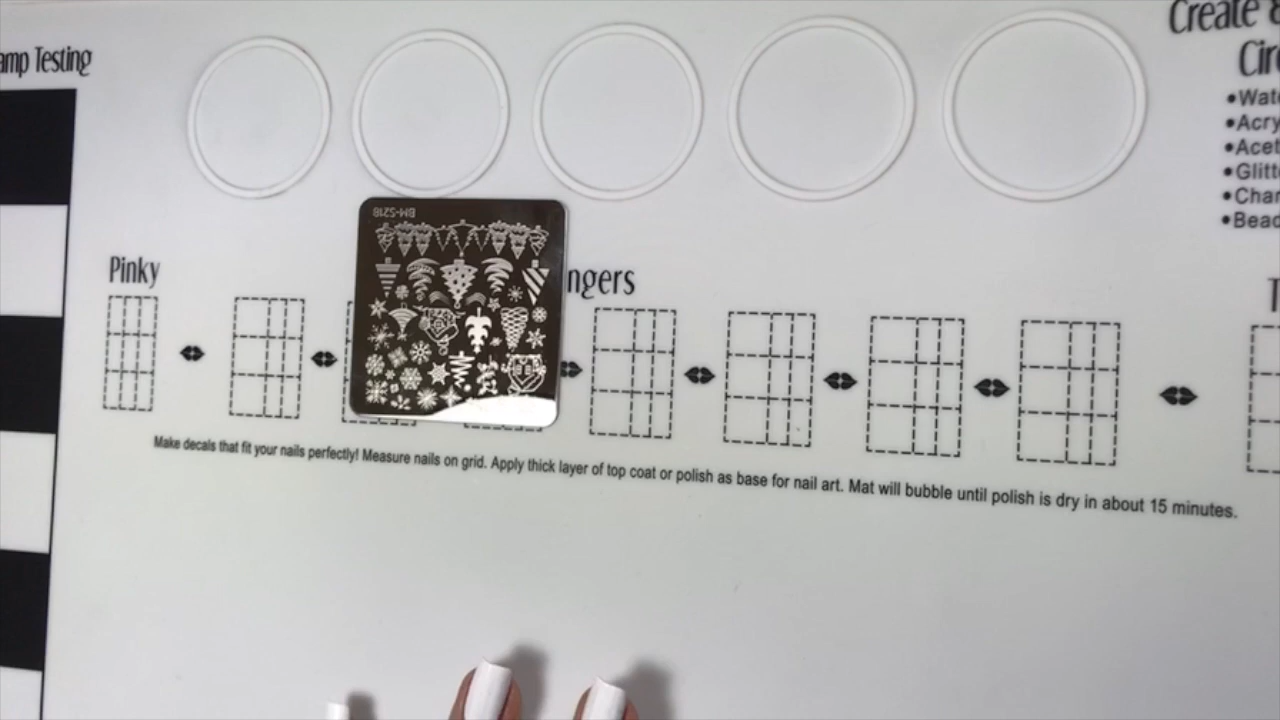 Create &
Circ
amp Testing
•Wate
•Acry
•Acet
•Glitte
•Char
•Bead
BM-S218
Pinky
ngers
T
Make decals that fit your nails perfectly! Measure nails on grid. Apply thick layer of top coat or polish as base for nail art. Mat will bubble until polish is dry in about 15 minutes.